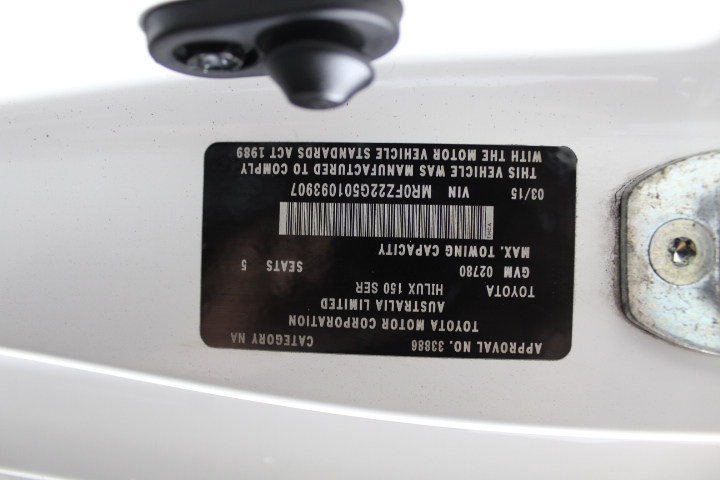 APPROVAL NO. 33886 CATEGORY NA
TOYOTA MOTOR CORPORATION
AUSTRALIA LIMITED
TOYOTA HILUX 150 SER
GVM 02780 SEATS 5
MAX. TOWING CAPACITY
03/15 VIN MR0FZ22G501093907
THIS VEHICLE WAS MANUFACTURED TO COMPLY
WITH THE MOTOR VEHICLE STANDARDS ACT 1989